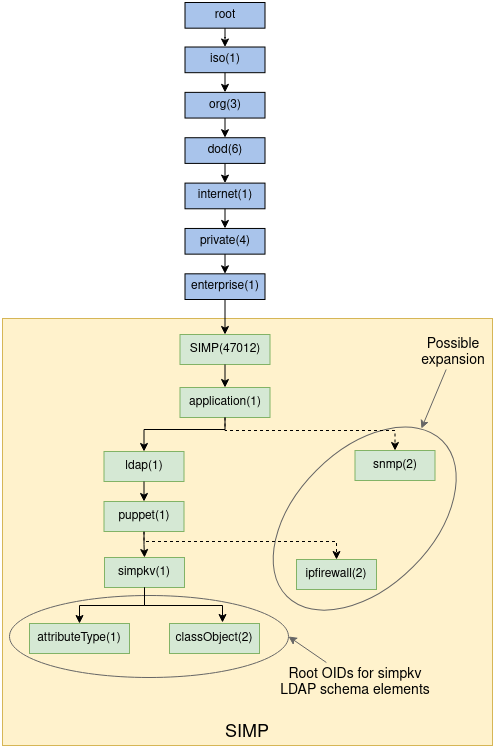 root
iso(1)
org(3)
dod(6)
internet(1)
private(4)
enterprise(1)
SIMP(47012)
Possible
expansion
application(1)
ldap(1)
snmp(2)
puppet(1)
simpkv(1)
ipfirewall(2)
attributeType(1)
classObject(2)
Root OIDs for simpkv
LDAP schema elements
SIMP